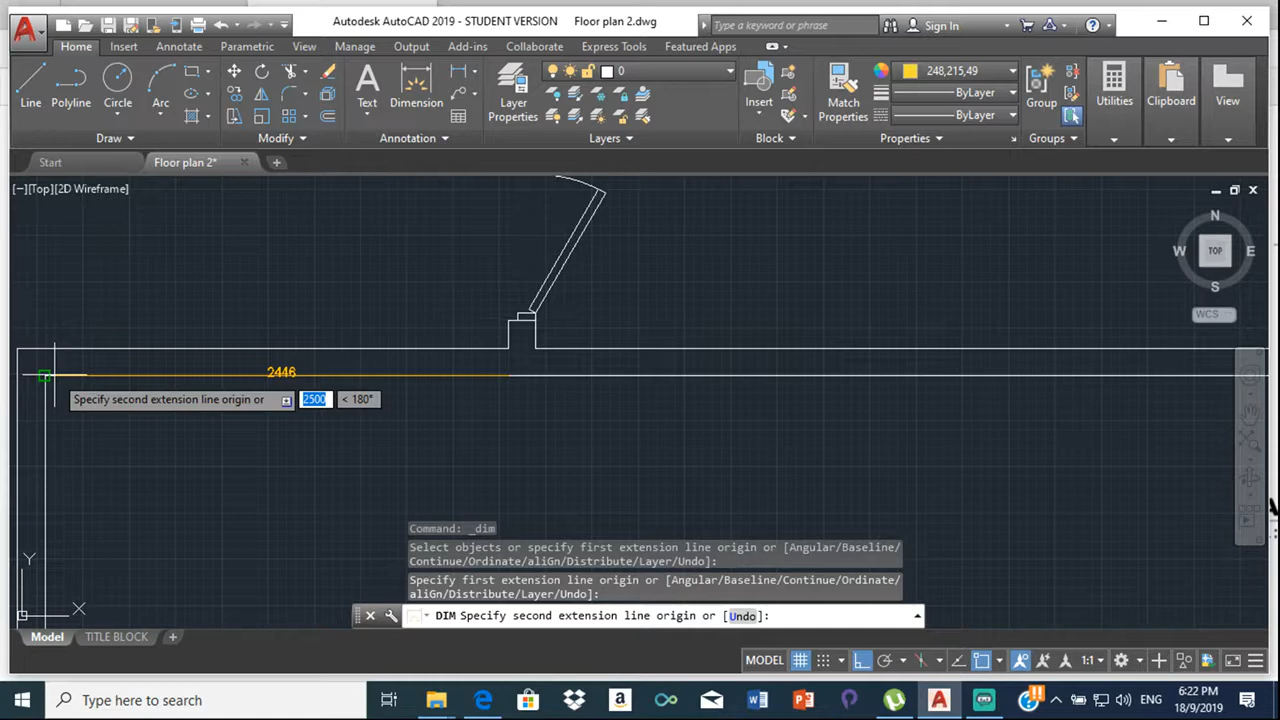 Autodesk AutoCAD 2019 - STUDENT VERSION Floor plan 2.dwg
Type a keyword or phrase
Sign In
Home Insert Annotate Parametric View Manage Output Add-ins Collaborate Express Tools Featured Apps
0
248,215,49
ByLayer
ByLayer
Line Polyline Circle Arc Text Dimension Layer Properties Insert Match Properties Group Utilities Clipboard View
Draw Modify Annotation Layers Block Properties Groups
Start Floor plan 2*
[−][Top][2D Wireframe]
N
W TOP E
S
WCS
2446
Specify second extension line origin or 2500 < 180°
Command: _dim
Select objects or specify first extension line origin or [Angular/Baseline/
Continue/Ordinate/aliGn/Distribute/Layer/Undo]:
Specify first extension line origin or [Angular/Baseline/Continue/Ordinate/
aliGn/Distribute/Layer/Undo]:
Y
X
DIM Specify second extension line origin or [Undo]:
Model TITLE BLOCK
MODEL 1:1
Type here to search
ENG
6:22 PM
18/9/2019